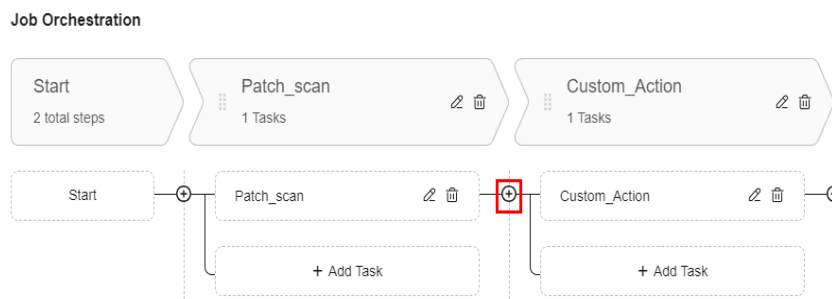 Job Orchestration
Start
2 total steps
Patch_scan
1 Tasks
Custom_Action
1 Tasks
Start
Patch_scan
Custom_Action
+ Add Task
+ Add Task